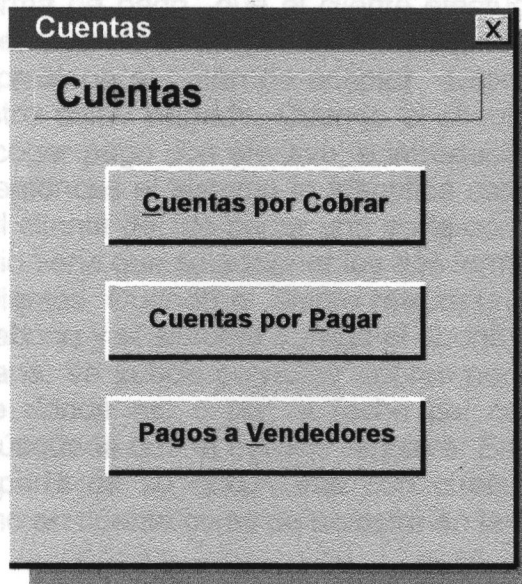 Cuentas
X
Cuentas
Cuentas por Cobrar
Cuentas por Pagar
Pagos a Vendedores